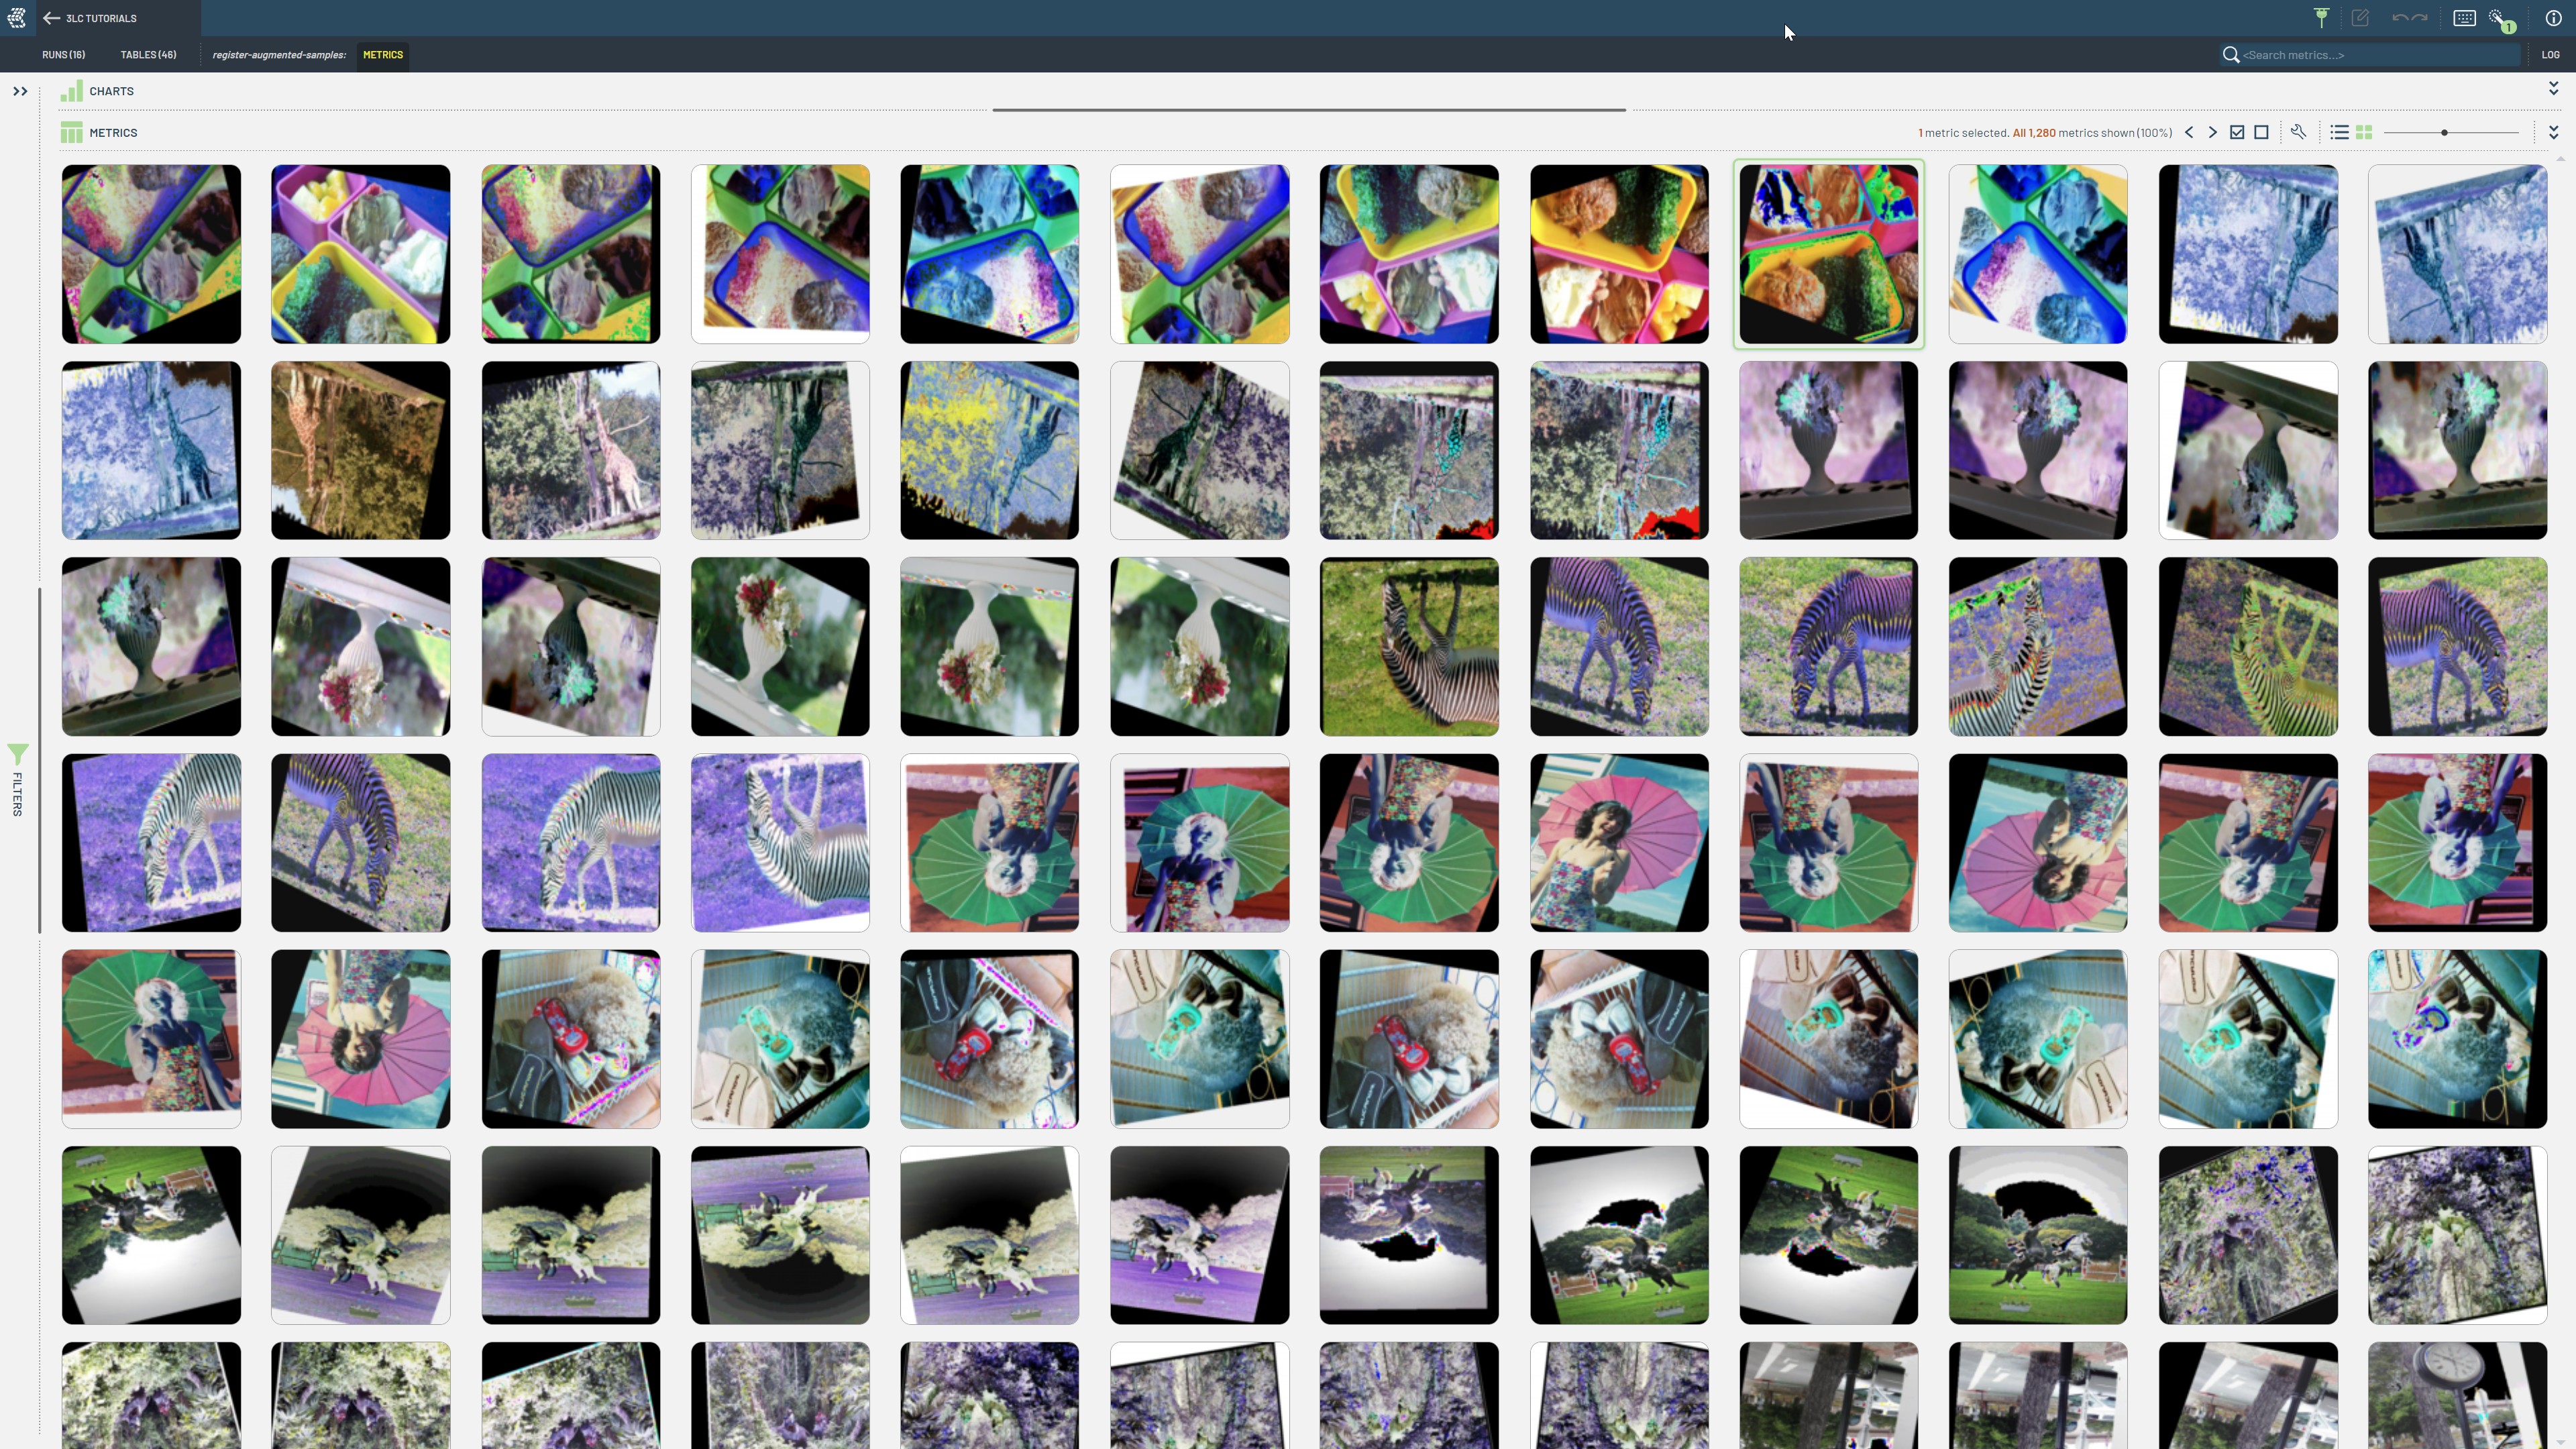 3LC TUTORIALS
1
RUNS (16) TABLES (46) register-augmented-samples: METRICS <Search metrics...> LOG
CHARTS
METRICS 1 metric selected. All 1,280 metrics shown (100%)
FILTERS